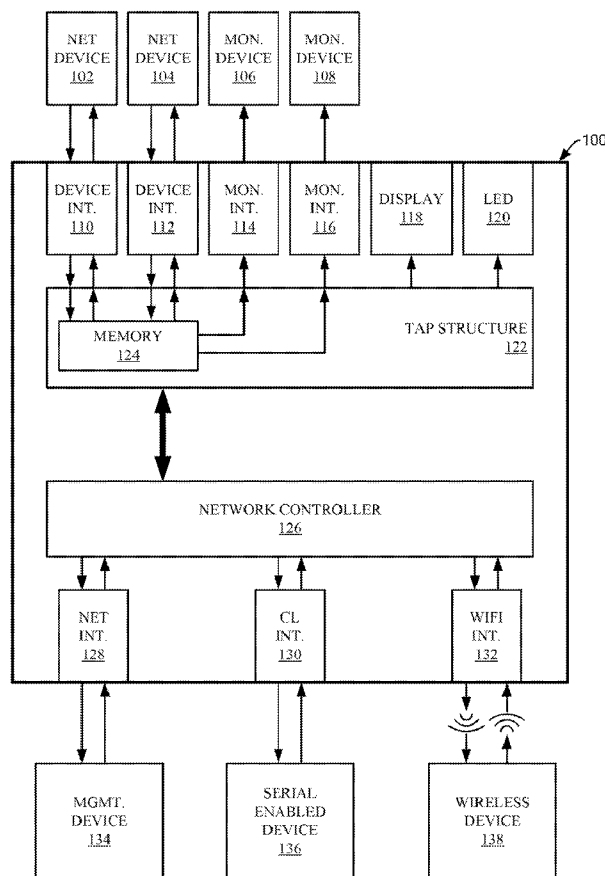 NET DEVICE 102
NET DEVICE 104
MON. DEVICE 106
MON. DEVICE 108
100
DEVICE INT. 110
DEVICE INT. 112
MON. INT. 114
MON. INT. 116
DISPLAY 118
LED 120
TAP STRUCTURE 122
MEMORY 124
NETWORK CONTROLLER 126
NET INT. 128
CL INT. 130
WIFI INT. 132
MGMT. DEVICE 134
SERIAL ENABLED DEVICE 136
WIRELESS DEVICE 138